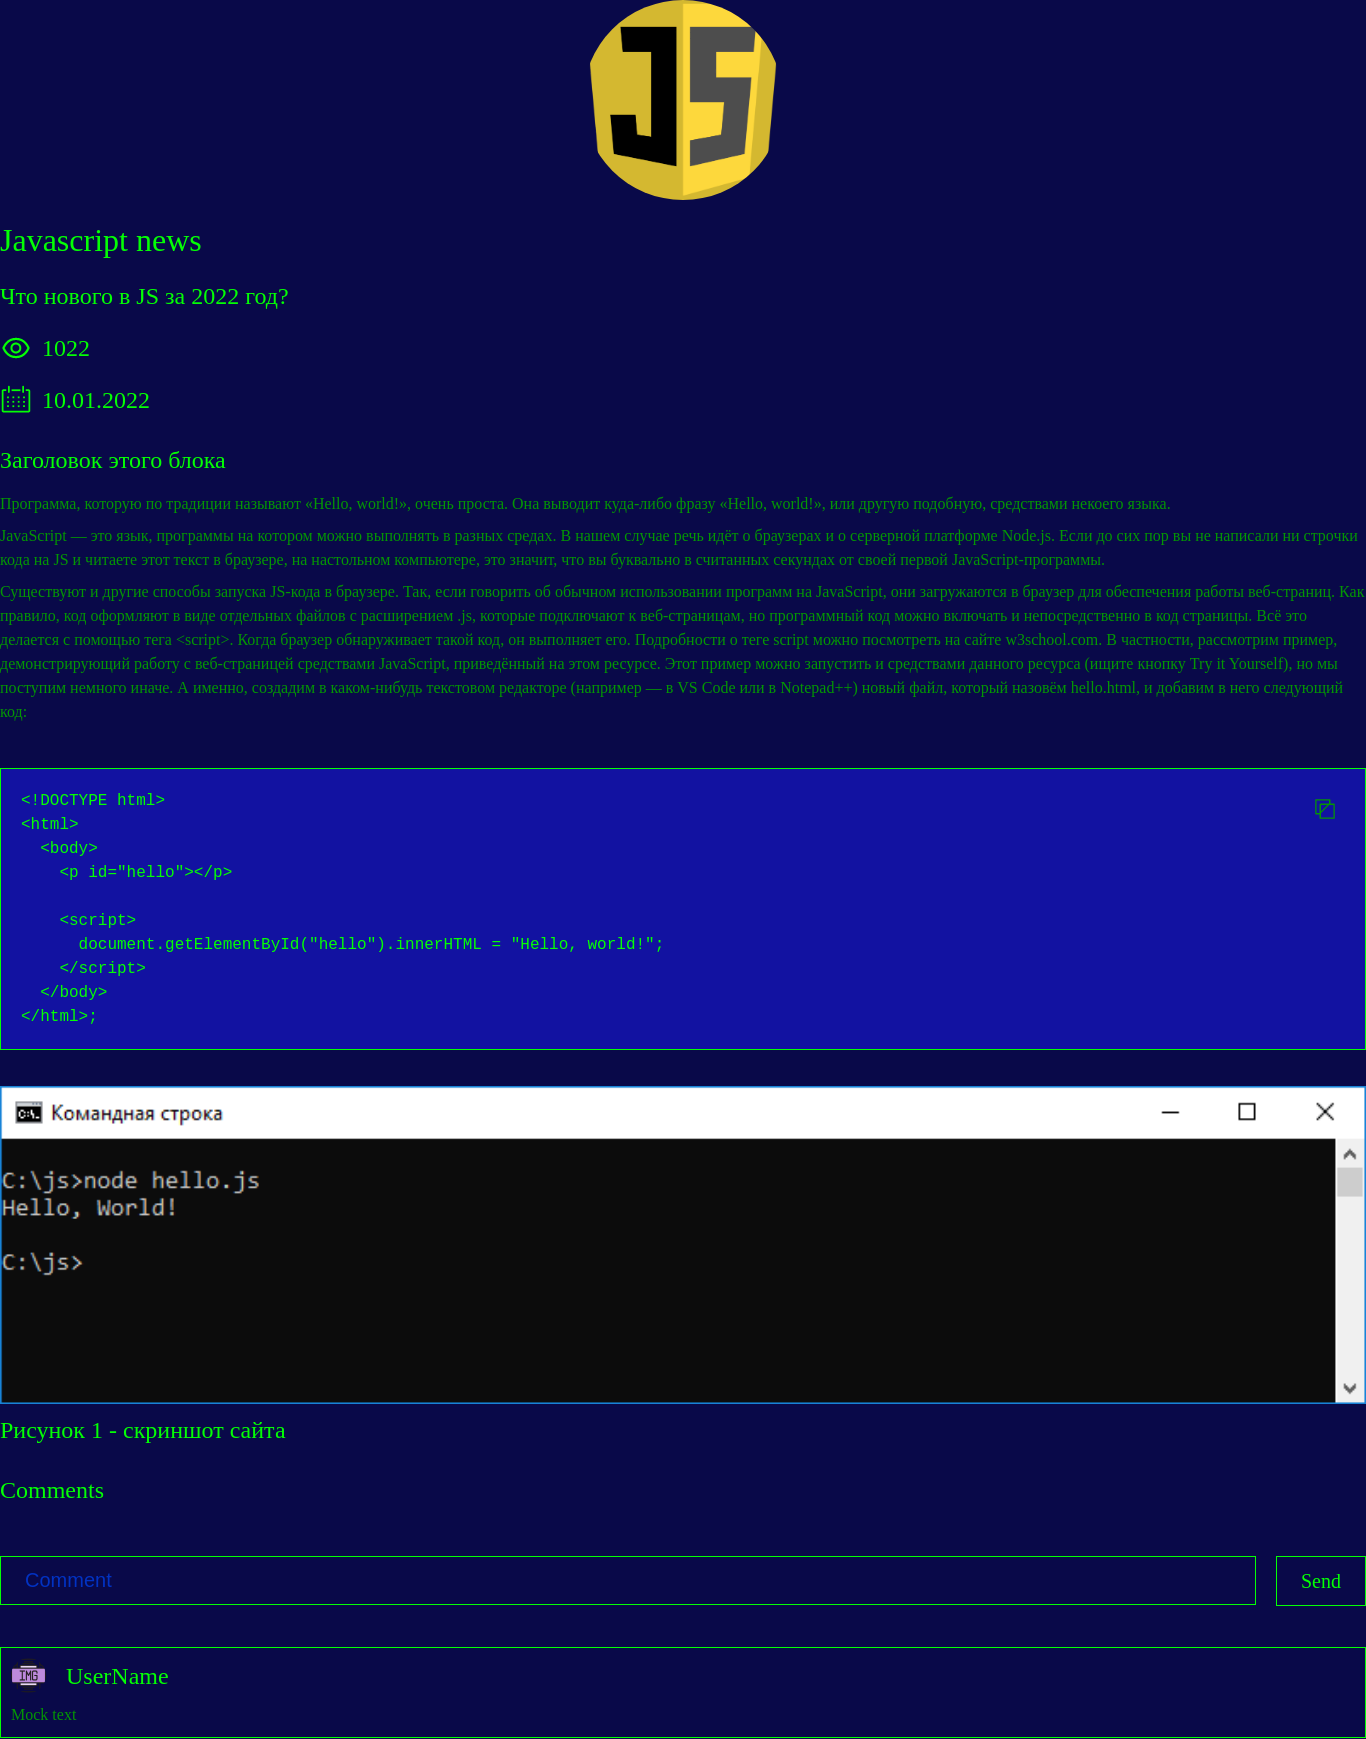 JS
Javascript news
Что нового в JS за 2022 год?
1022
10.01.2022
Заголовок этого блока
Программа, которую по традиции называют «Hello, world!», очень проста. Она выводит куда-либо фразу «Hello, world!», или другую подобную, средствами некоего языка.
JavaScript — это язык, программы на котором можно выполнять в разных средах. В нашем случае речь идёт о браузерах и о серверной платформе Node.js. Если до сих пор вы не написали ни строчки
кода на JS и читаете этот текст в браузере, на настольном компьютере, это значит, что вы буквально в считанных секундах от своей первой JavaScript-программы.
Существуют и другие способы запуска JS-кода в браузере. Так, если говорить об обычном использовании программ на JavaScript, они загружаются в браузер для обеспечения работы веб-страниц. Как
правило, код оформляют в виде отдельных файлов с расширением .js, которые подключают к веб-страницам, но программный код можно включать и непосредственно в код страницы. Всё это
делается с помощью тега <script>. Когда браузер обнаруживает такой код, он выполняет его. Подробности о теге script можно посмотреть на сайте w3school.com. В частности, рассмотрим пример,
демонстрирующий работу с веб-страницей средствами JavaScript, приведённый на этом ресурсе. Этот пример можно запустить и средствами данного ресурса (ищите кнопку Try it Yourself), но мы
поступим немного иначе. А именно, создадим в каком-нибудь текстовом редакторе (например — в VS Code или в Notepad++) новый файл, который назовём hello.html, и добавим в него следующий
код:
<!DOCTYPE html>
<html>
  <body>
    <p id="hello"></p>
    <script>
      document.getElementById("hello").innerHTML = "Hello, world!";
    </script>
  </body>
</html>;
C:\. Командная строка
C:\js>node hello.js
Hello, World!
C:\js>
Рисунок 1 - скриншот сайта
Comments
Comment
Send
IMG UserName
Mock text